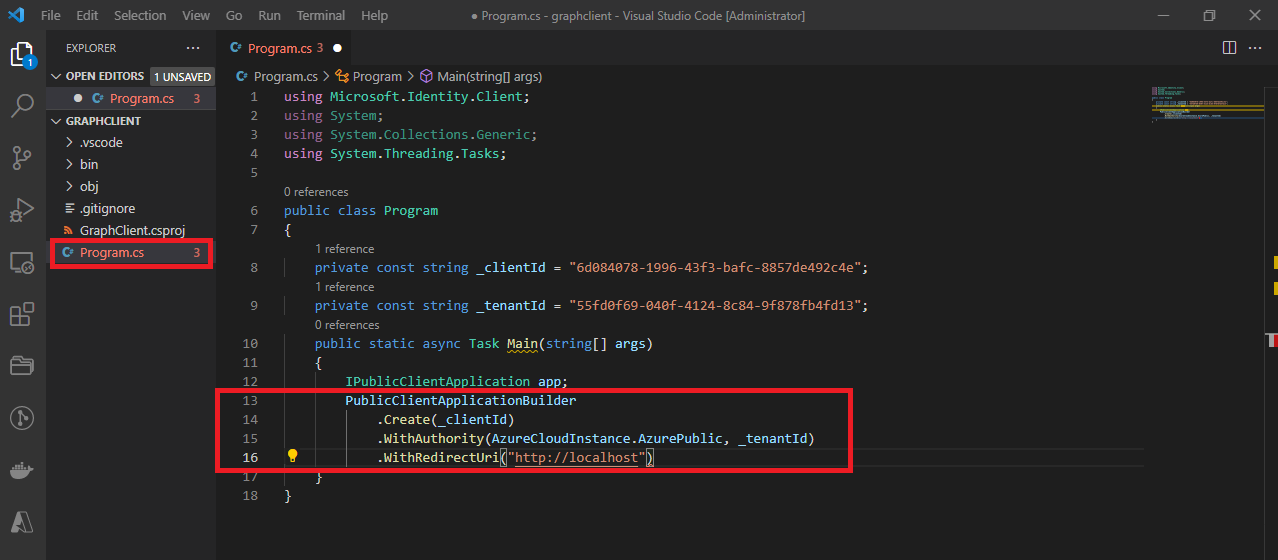 File Edit Selection View Go Run Terminal Help ● Program.cs - graphclient - Visual Studio Code [Administrator]
EXPLORER ···
OPEN EDITORS 1 UNSAVED
● C# Program.cs 3
GRAPHCLIENT
> .vscode
> bin
> obj
.gitignore
GraphClient.csproj
C# Program.cs 3
1
C# Program.cs 3 ●
C# Program.cs > Program > Main(string[] args)
1 using Microsoft.Identity.Client;
2 using System;
3 using System.Collections.Generic;
4 using System.Threading.Tasks;
5
0 references
6 public class Program
7 {
1 reference
8 private const string _clientId = "6d084078-1996-43f3-bafc-8857de492c4e";
1 reference
9 private const string _tenantId = "55fd0f69-040f-4124-8c84-9f878fb4fd13";
0 references
10 public static async Task Main(string[] args)
11 {
12 IPublicClientApplication app;
13 PublicClientApplicationBuilder
14 .Create(_clientId)
15 .WithAuthority(AzureCloudInstance.AzurePublic, _tenantId)
16 .WithRedirectUri("http://localhost")
17 }
18 }